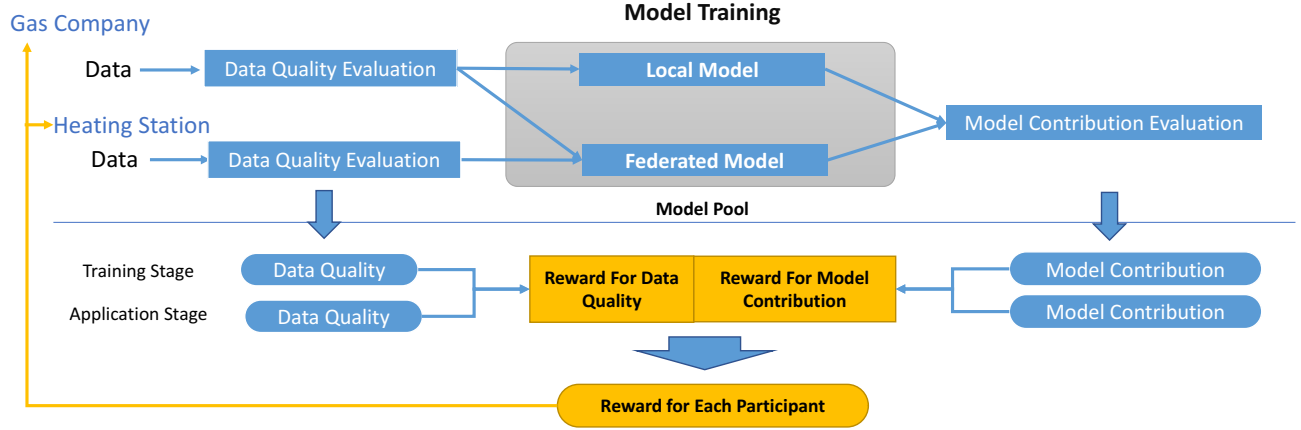 Model Training
Gas Company
Data
Data Quality Evaluation
Local Model
Heating Station
Model Contribution Evaluation
Data
Data Quality Evaluation
Federated Model
Model Pool
Training Stage
Data Quality
Reward For Data
Quality
Reward For Model
Contribution
Model Contribution
Application Stage
Data Quality
Model Contribution
Reward for Each Participant